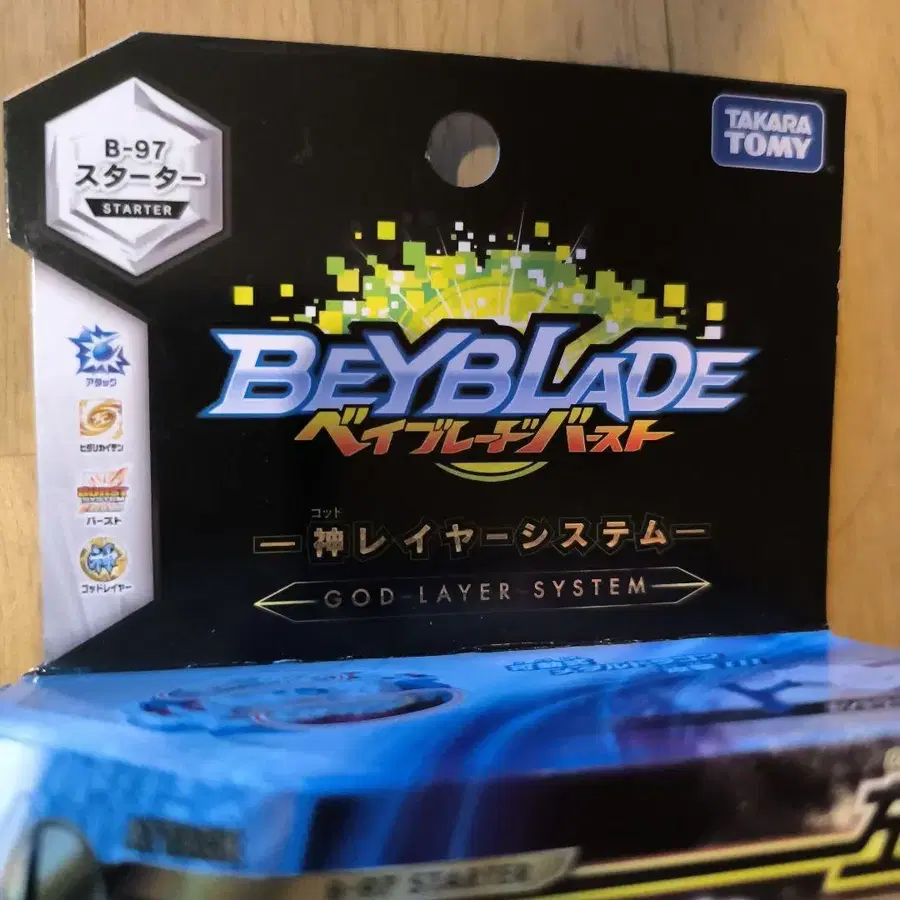 B-97
スターター
STARTER
TAKARA
TOMY
アタック
ヒダリカイテン
BURST
SYSTEM
バースト
神
ゴッドレイヤー
BEYBLADE
ベイブレードバースト
ゴッド
神レイヤーシステム
GOD LAYER SYSTEM
B-97 STARTER